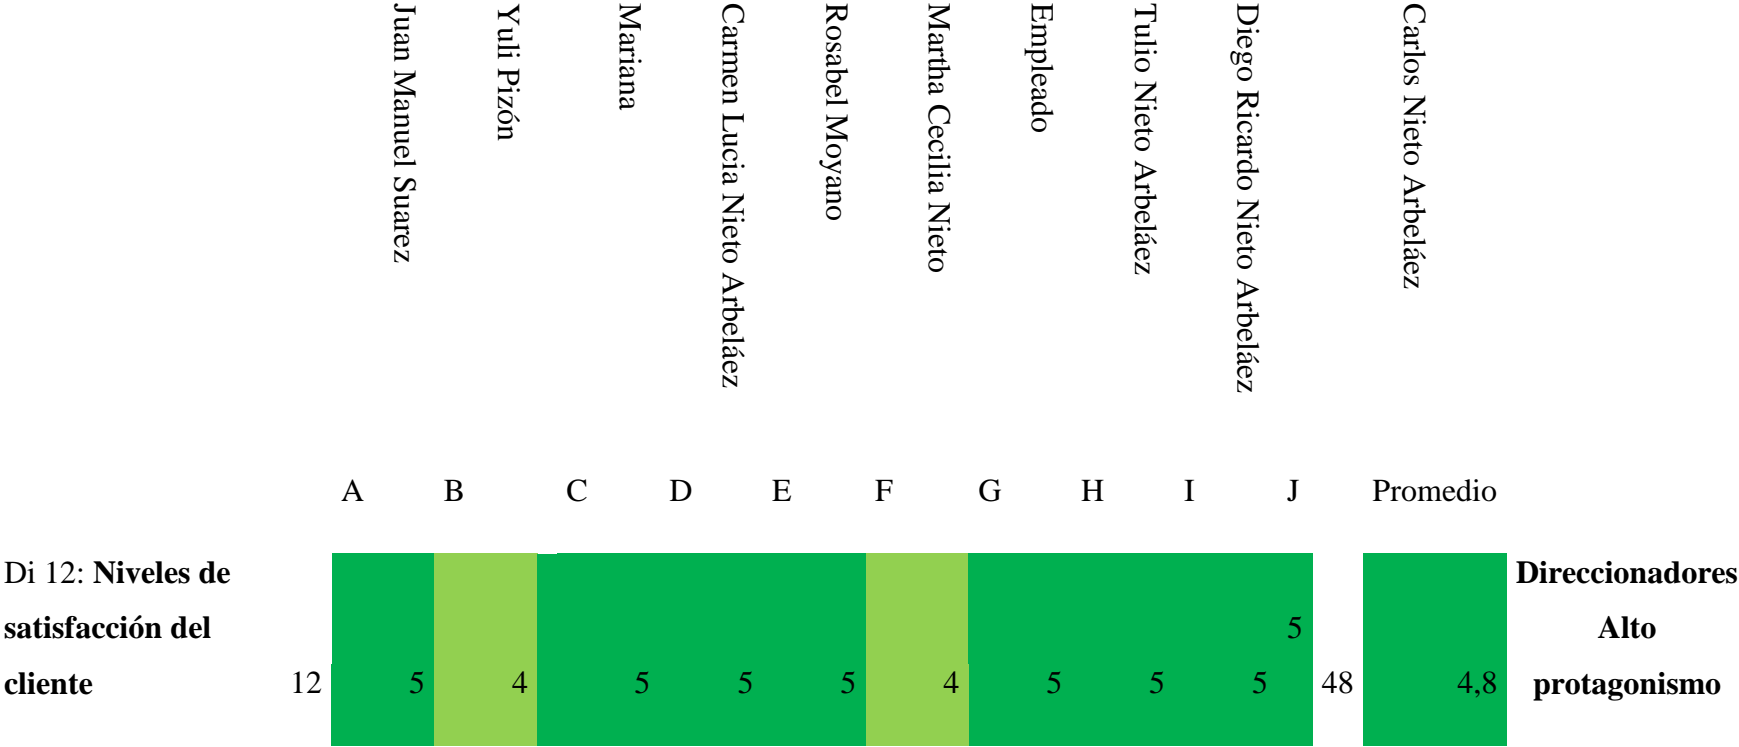 Juan Manuel Suarez
Yuli Pizón
Mariana
Carmen Lucia Nieto Arbeláez
Rosabel Moyano
Martha Cecilia Nieto
Empleado
Tulio Nieto Arbeláez
Diego Ricardo Nieto Arbeláez
Carlos Nieto Arbeláez
A B C D E F G H I J Promedio
Di 12: Niveles de
satisfacción del
cliente
12 5 4 5 5 5 4 5 5 5 5 48 4,8
Direccionadores
Alto
protagonismo